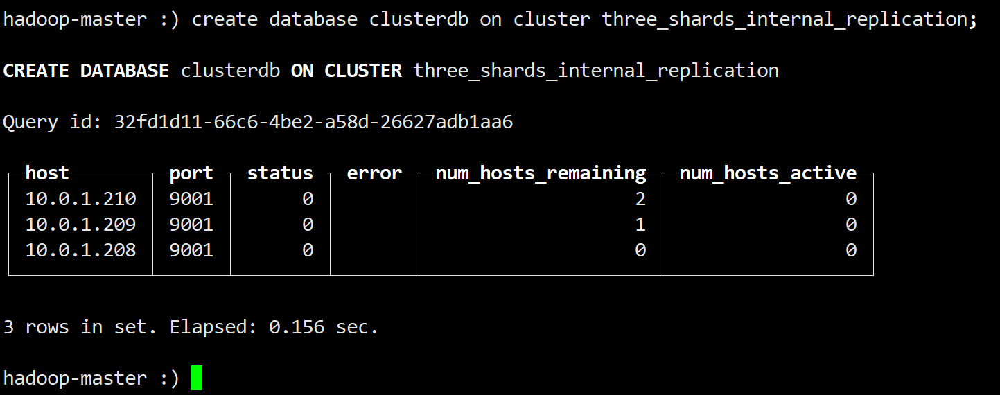 hadoop-master :) create database clusterdb on cluster three_shards_internal_replication;
CREATE DATABASE clusterdb ON CLUSTER three_shards_internal_replication
Query id: 32fd1d11-66c6-4be2-a58d-26627adb1aa6
host port status error num_hosts_remaining num_hosts_active
10.0.1.210 9001 0 2 0
10.0.1.209 9001 0 1 0
10.0.1.208 9001 0 0 0
3 rows in set. Elapsed: 0.156 sec.
hadoop-master :)